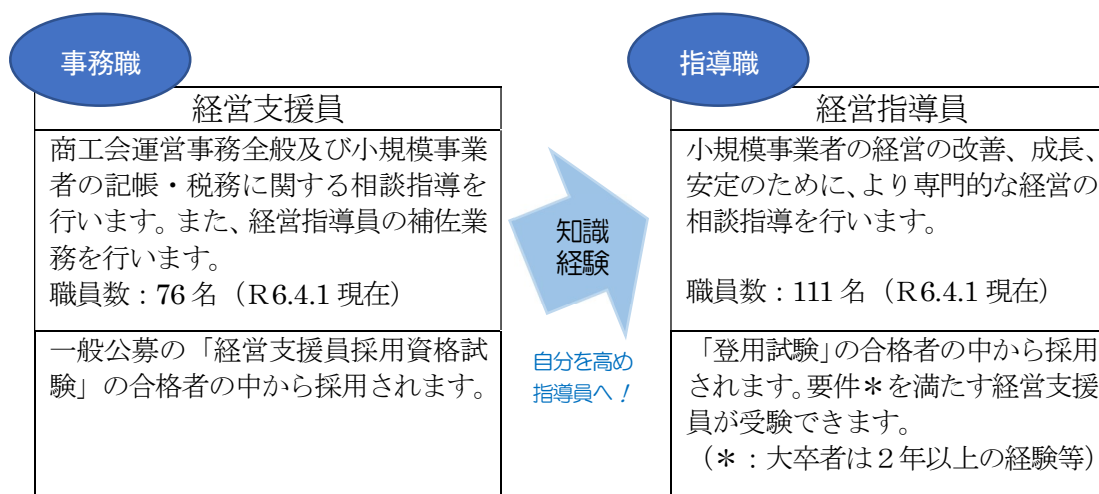 事務職
経営支援員
商工会運営事務全般及び小規模事業
者の記帳・税務に関する相談指導を
行います。また、経営指導員の補佐業
務を行います。
職員数：76 名（Ｒ6.4.1 現在）
一般公募の「経営支援員採用資格試
験」の合格者の中から採用されます。
知識
経験
自分を高め
指導員へ！
指導職
経営指導員
小規模事業者の経営の改善、成長、
安定のために、より専門的な経営の
相談指導を行います。
職員数：111 名（Ｒ6.4.1 現在）
「登用試験」の合格者の中から採用
されます。要件＊を満たす経営支援
員が受験できます。
（＊：大卒者は２年以上の経験等）